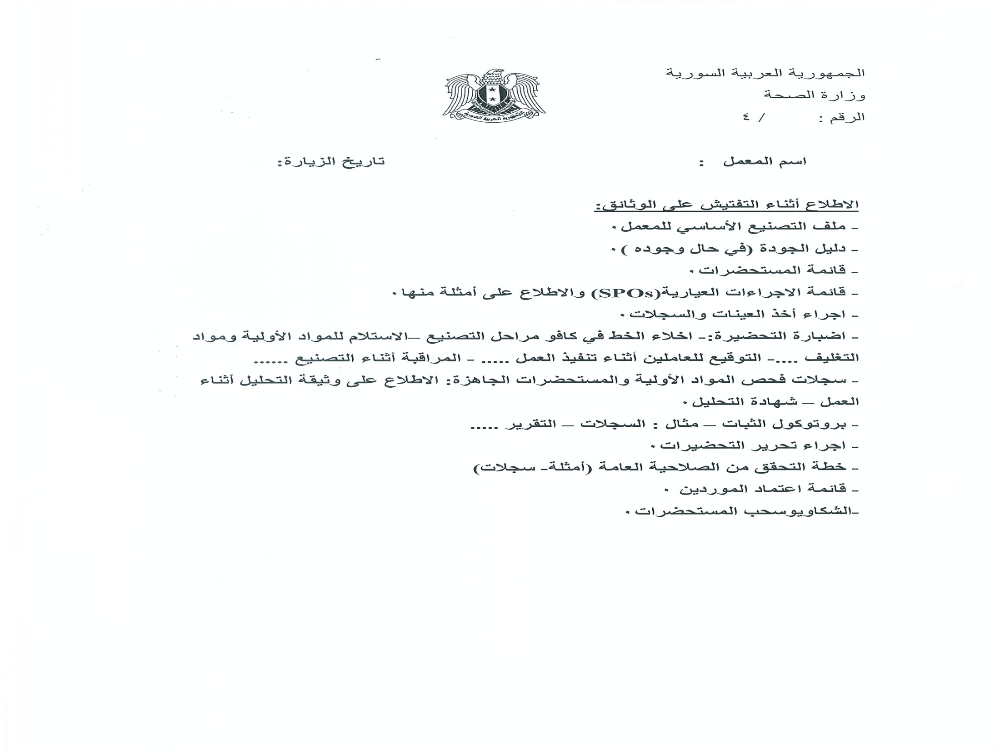 الجمهورية العربية السورية
وزارة الصحة
الرقم : / ٤
الجمهورية العربية السورية
اسم المعمل : تاريخ الزيارة:
الاطلاع أثناء التفتيش على الوثائق:
- ملف التصنيع الأساسي للمعمل.
- دليل الجودة (في حال وجوده ).
- قائمة المستحضرات.
- قائمة الاجراءات العيارية(SPOs) والاطلاع على أمثلة منها.
- اجراء أخذ العينات والسجلات.
- اضبارة التحضيرة:- اخلاء الخط في كافو مراحل التصنيع –الاستلام للمواد الأولية ومواد
التغليف ....- التوقيع للعاملين أثناء تنفيذ العمل ..... - المراقبة أثناء التصنيع ......
- سجلات فحص المواد الأولية والمستحضرات الجاهزة: الاطلاع على وثيقة التحليل أثناء
العمل – شهادة التحليل.
- بروتوكول الثبات – مثال : السجلات – التقرير .....
- اجراء تحرير التحضيرات.
- خطة التحقق من الصلاحية العامة (أمثلة- سجلات)
- قائمة اعتماد الموردين .
-الشكاويوسحب المستحضرات.